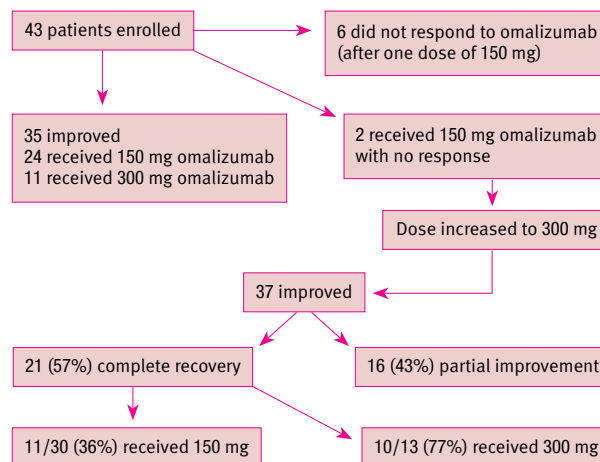 43 patients enrolled
6 did not respond to omalizumab
(after one dose of 150 mg)
35 improved
24 received 150 mg omalizumab
11 received 300 mg omalizumab
2 received 150 mg omalizumab
with no response
Dose increased to 300 mg
37 improved
21 (57%) complete recovery
16 (43%) partial improvement
11/30 (36%) received 150 mg
10/13 (77%) received 300 mg